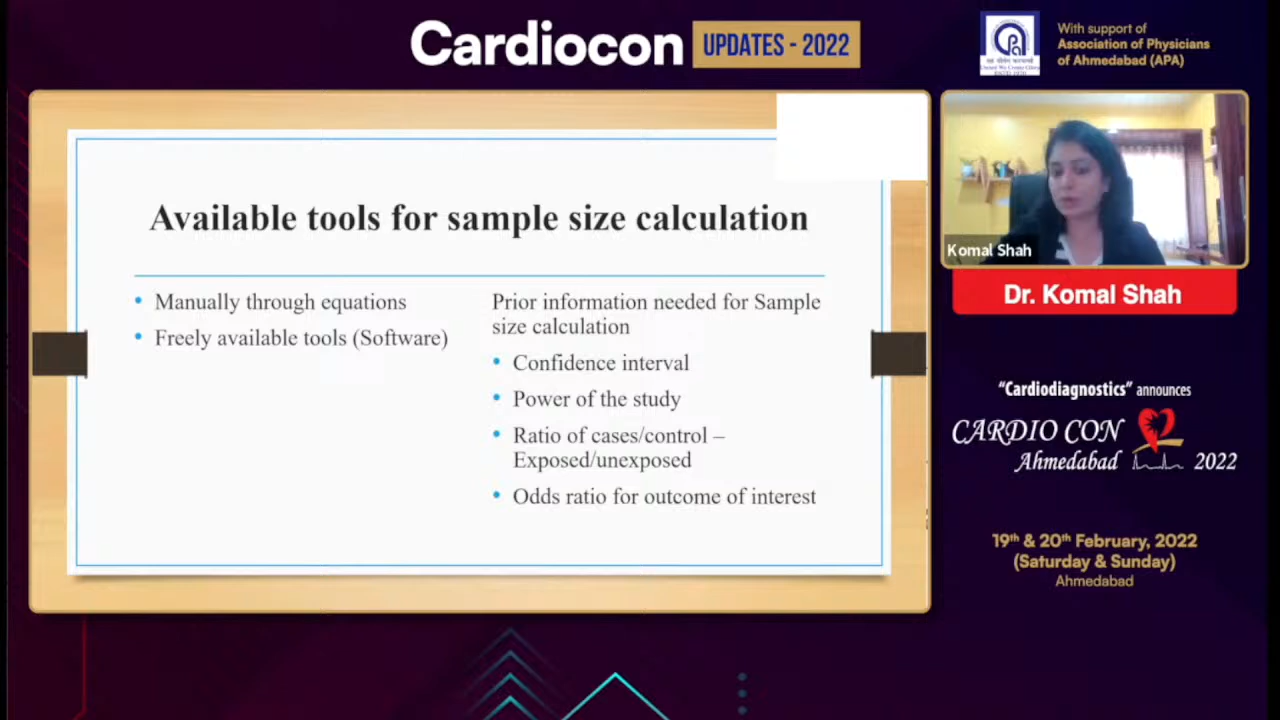 Cardiocon
UPDATES - 2022
With support of
Association of Physicians
of Ahmedabad (APA)
Available tools for sample size calculation
• Manually through equations
• Freely available tools (Software)
Prior information needed for Sample
size calculation
• Confidence interval
• Power of the study
• Ratio of cases/control –
Exposed/unexposed
• Odds ratio for outcome of interest
Komal Shah
Dr. Komal Shah
“Cardiodiagnostics” announces
CARDIO CON
Ahmedabad 2022
19th & 20th February, 2022
(Saturday & Sunday)
Ahmedabad